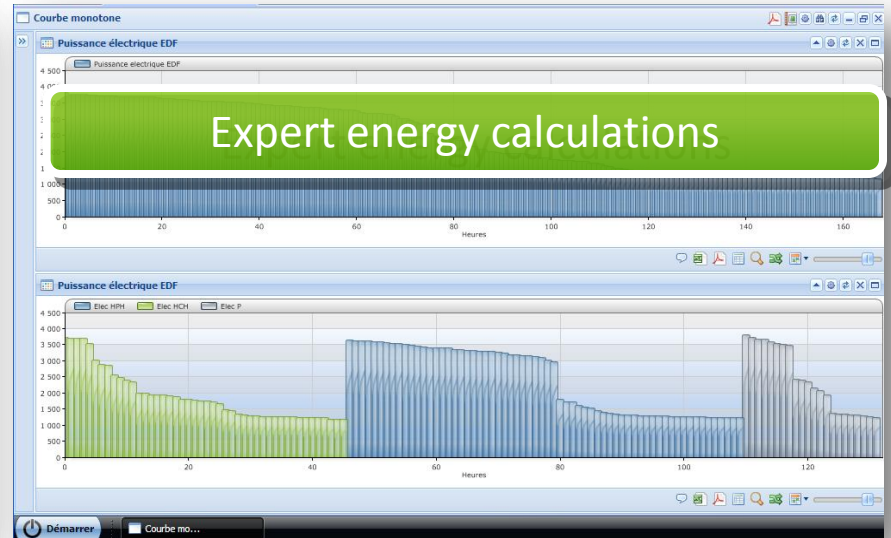 Courbe monotone
Puissance électrique EDF
Puissance electrique EDF
4 500
Expert energy calculations
1 000
500
0
0 20 40 60 80 100 120 140 160
Heures
Puissance électrique EDF
Elec HPH Elec HCH Elec P
4 500
4 000
3 500
3 000
2 500
2 000
1 500
1 000
500
0
0 20 40 60 80 100 120
Heures
Démarrer Courbe mo...